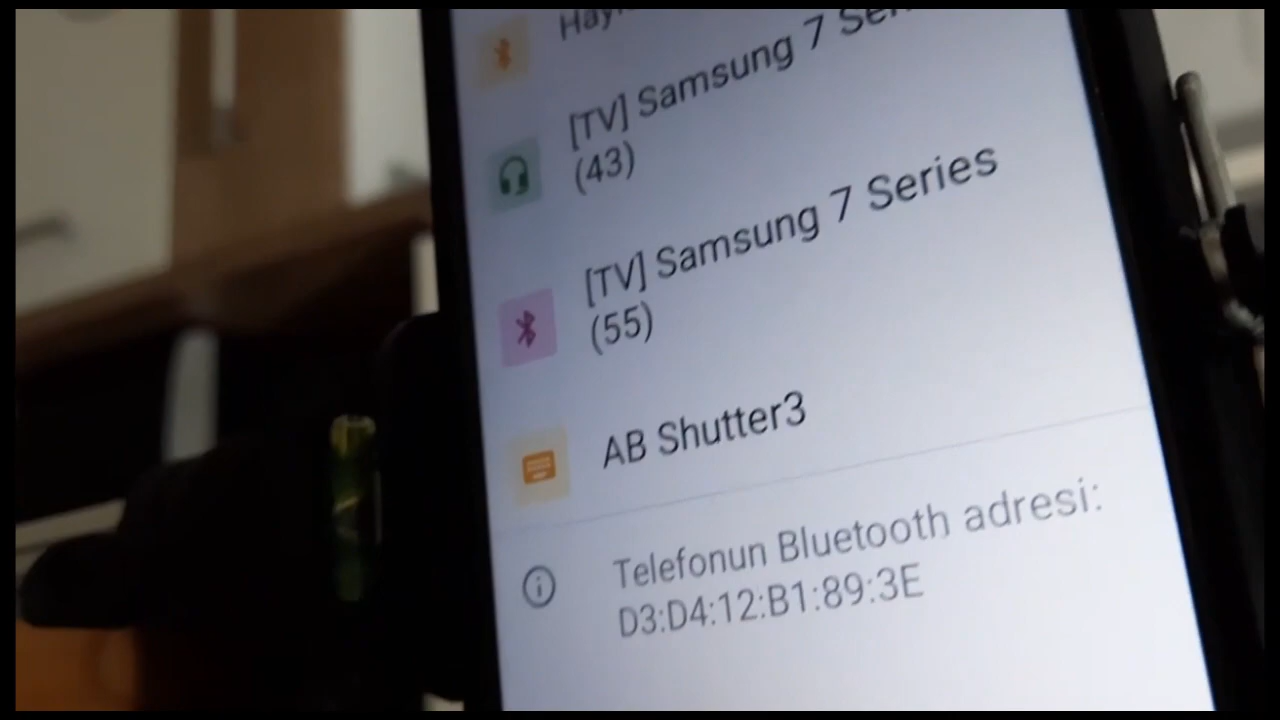 [TV] Samsung 7
(43)
[TV] Samsung 7 Series
(55)
AB Shutter3
Telefonun Bluetooth adresi:
D3:D4:12:B1:89:3E